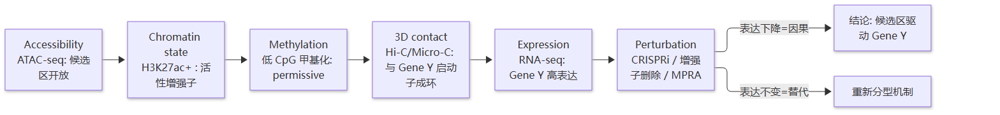 Accessibility
ATAC-seq: 候选
区开放
Chromatin
state
H3K27ac+ : 活
性增强子
Methylation
低 CpG 甲基化:
permissive
3D contact
Hi-C/Micro-C:
与 Gene Y 启动
子成环
Expression
RNA-seq:
Gene Y 高表达
Perturbation
CRISPRi / 增强
子删除 / MPRA
表达下降=因果
结论: 候选区驱
动 Gene Y
表达不变=替代
重新分型机制